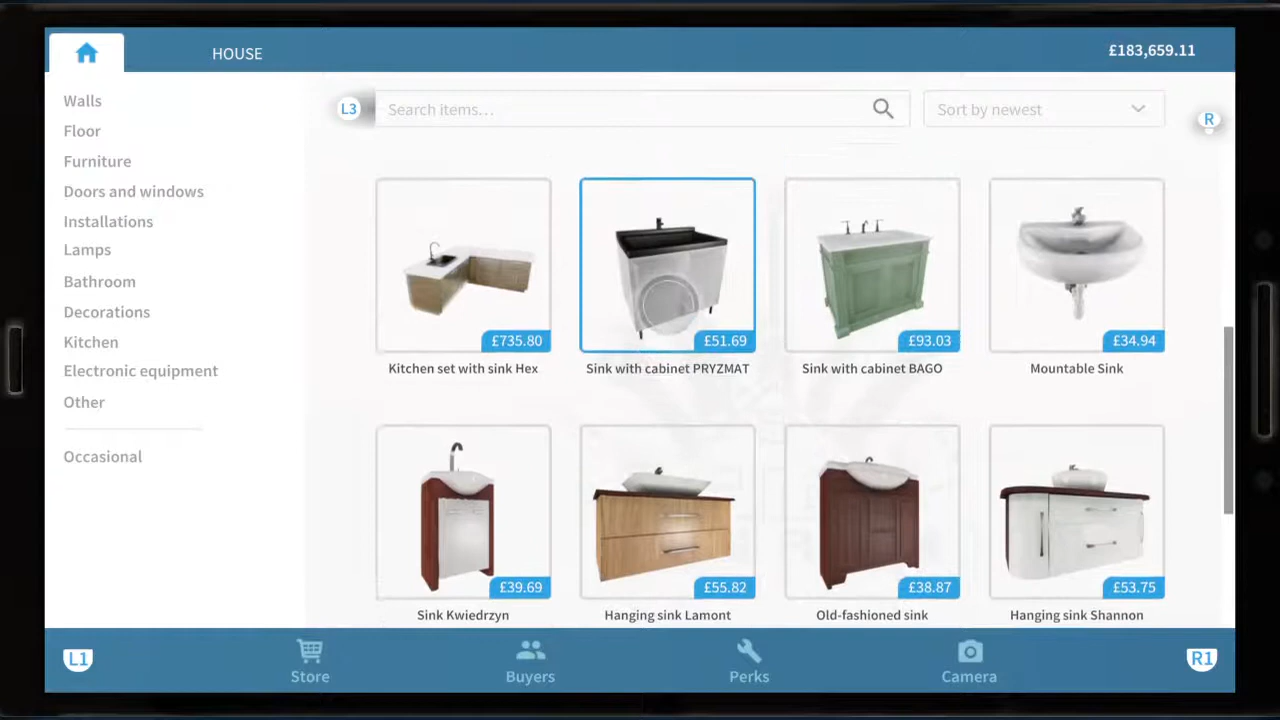 HOUSE
£183,659.11
Walls
Floor
Furniture
Doors and windows
Installations
Lamps
Bathroom
Decorations
Kitchen
Electronic equipment
Other
Occasional
L3
Search items...
Sort by newest
R
£735.80
£51.69
£93.03
£34.94
Kitchen set with sink Hex
Sink with cabinet PRYZMAT
Sink with cabinet BAGO
Mountable Sink
£39.69
£55.82
£38.87
£53.75
Sink Kwiedrzyn
Hanging sink Lamont
Old-fashioned sink
Hanging sink Shannon
L1
Store
Buyers
Perks
Camera
R1